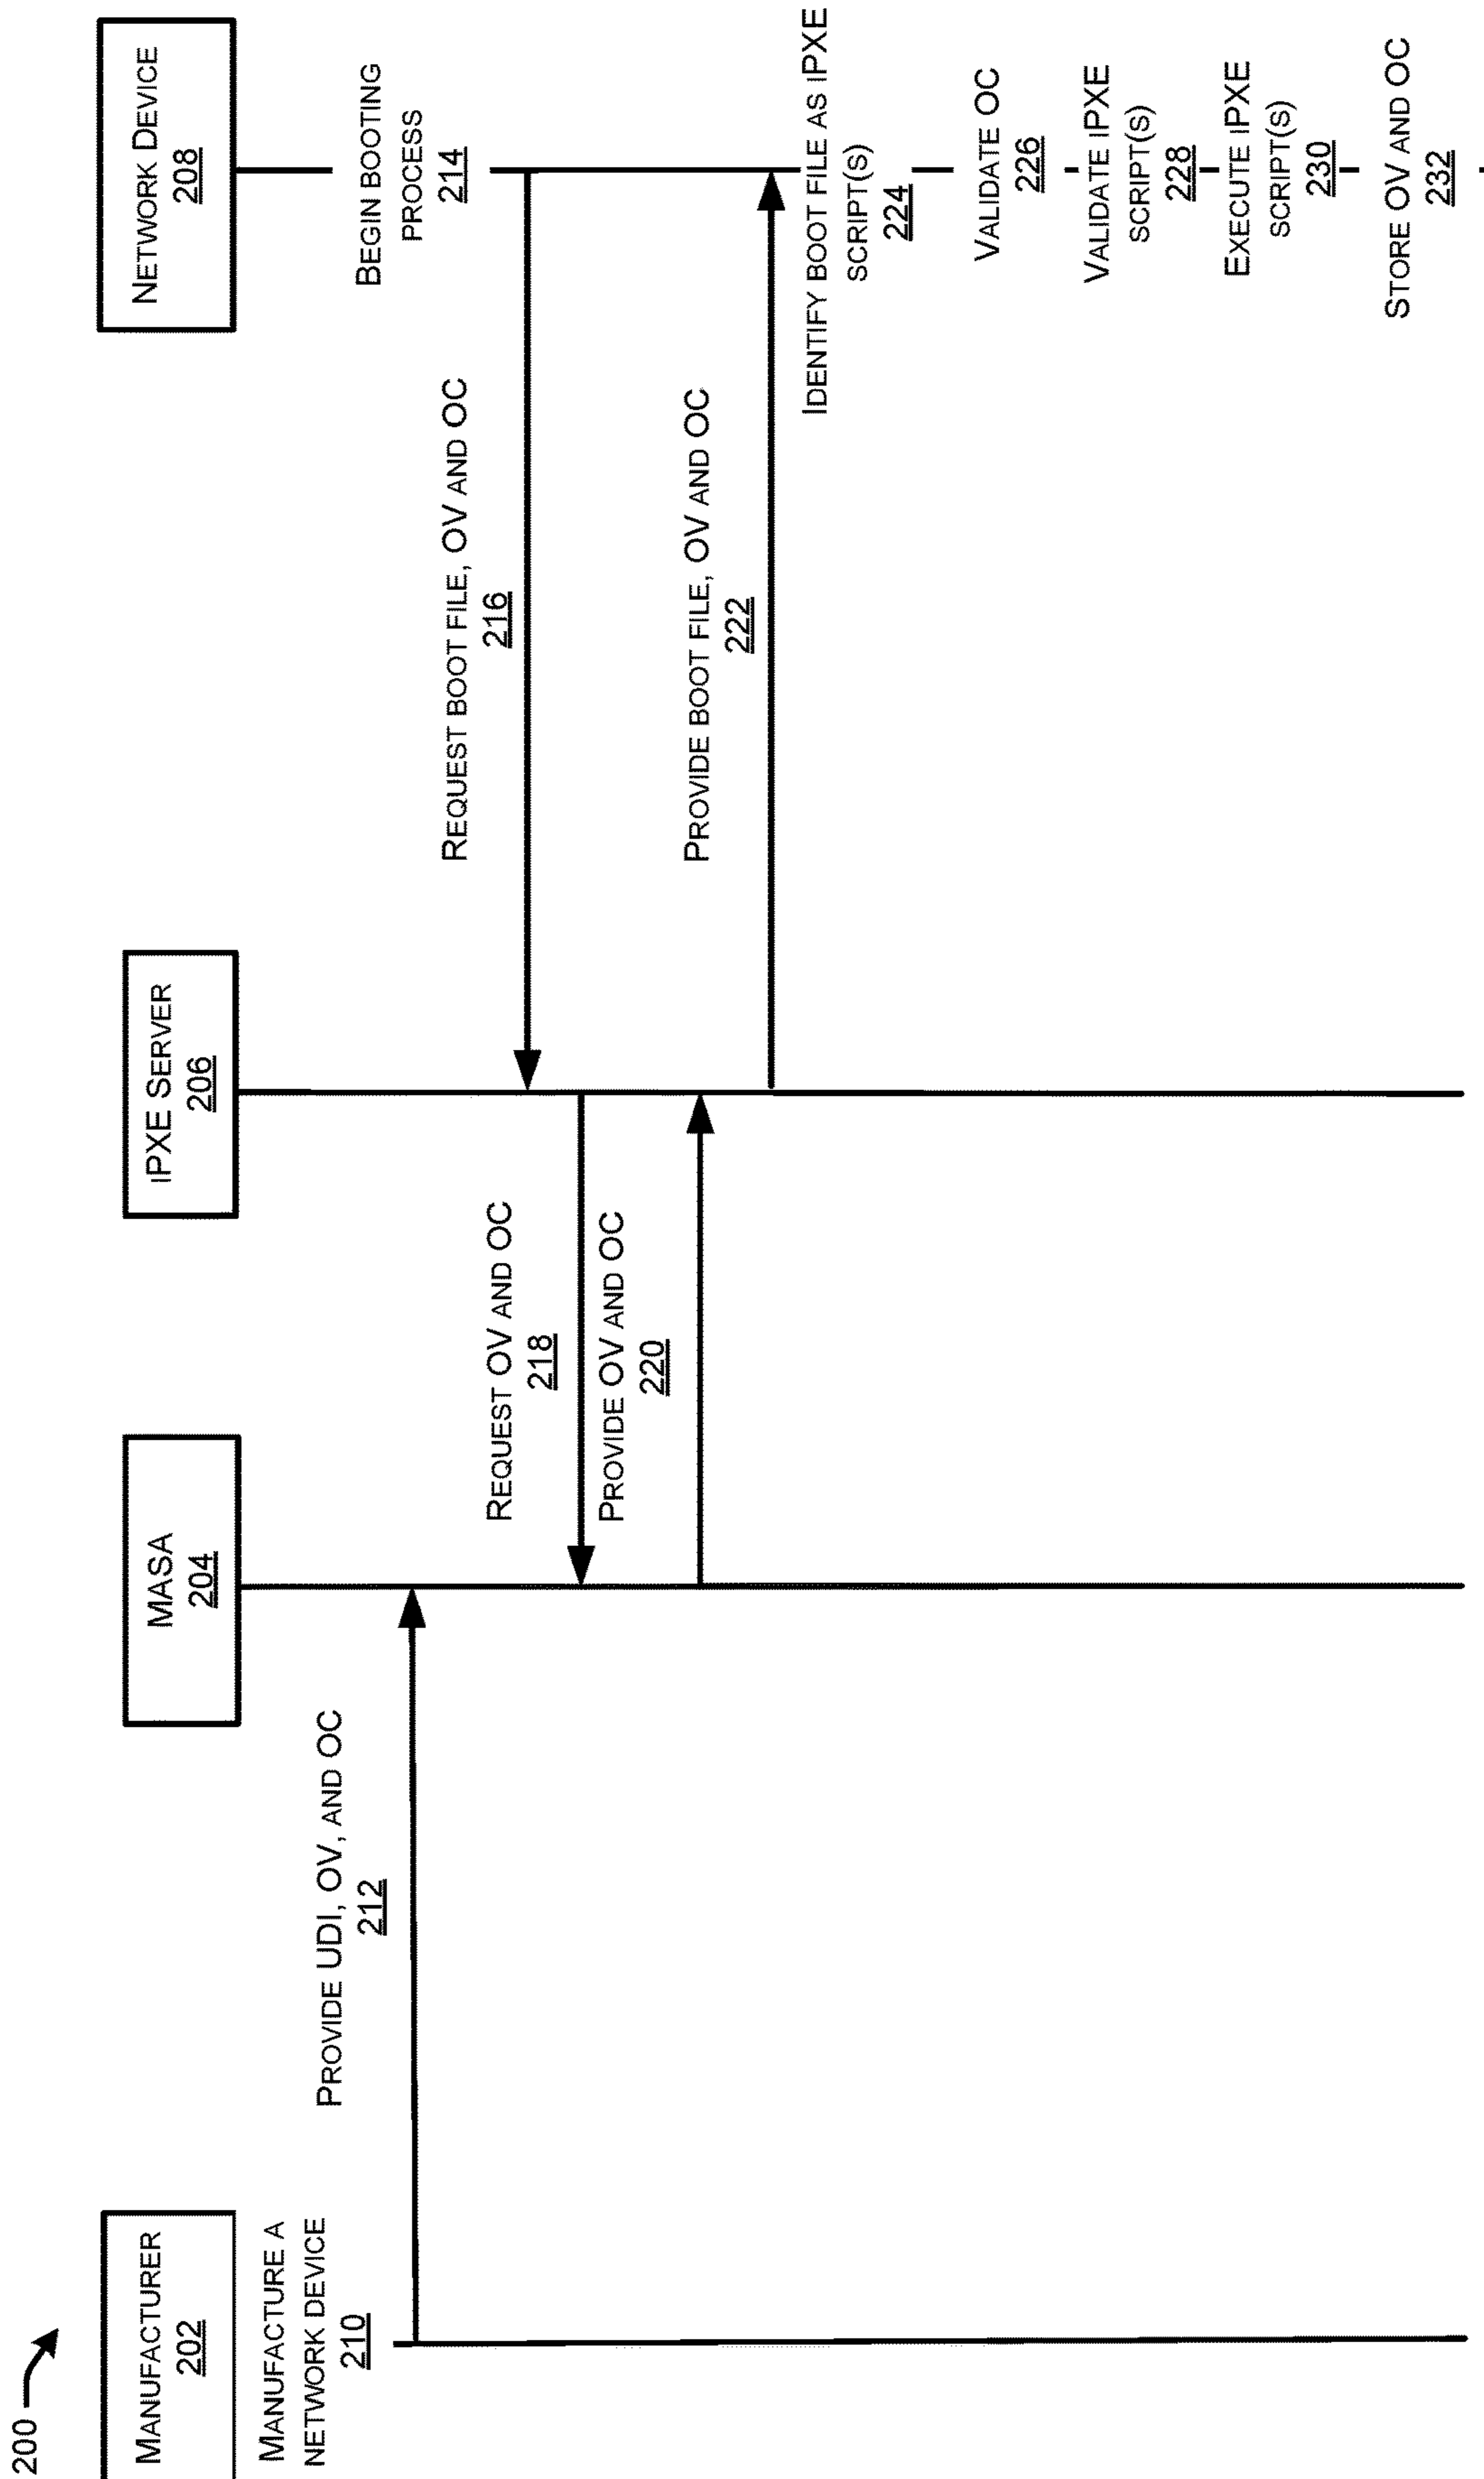 200
MANUFACTURER
202
MASA
204
iPXE SERVER
206
NETWORK DEVICE
208
MANUFACTURE A
NETWORK DEVICE
210
PROVIDE UDI, OV, AND OC
212
BEGIN BOOTING
PROCESS
214
REQUEST BOOT FILE, OV AND OC
216
REQUEST OV AND OC
218
PROVIDE OV AND OC
220
PROVIDE BOOT FILE, OV AND OC
222
IDENTIFY BOOT FILE AS iPXE
SCRIPT(S)
224
VALIDATE OC
226
VALIDATE iPXE
SCRIPT(S)
228
EXECUTE iPXE
SCRIPT(S)
230
STORE OV AND OC
232